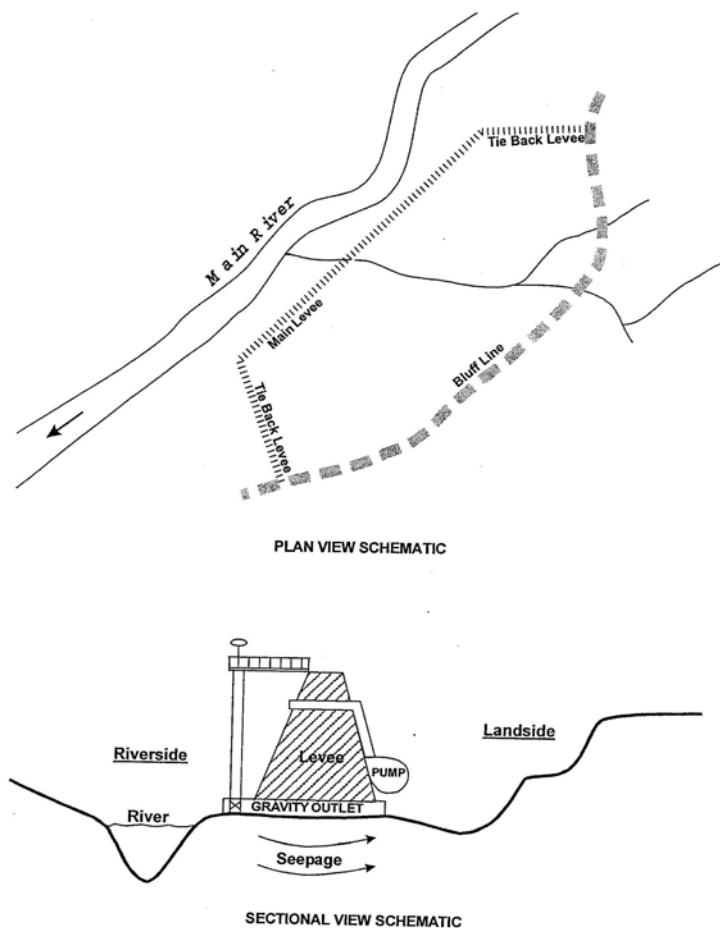 Main River
Tie Back Levee
Main Levee
Bluff Line
Tie Back Levee
PLAN VIEW SCHEMATIC
Riverside
Landside
Levee
PUMP
River
GRAVITY OUTLET
Seepage
SECTIONAL VIEW SCHEMATIC